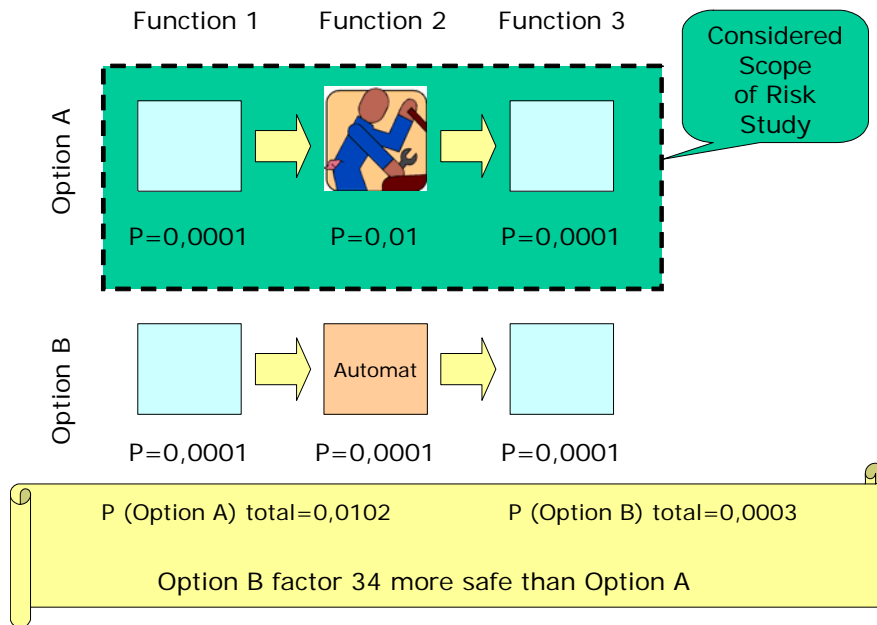 Function 1 Function 2 Function 3
Considered
Scope
of Risk
Study
Option A
P=0,0001 P=0,01 P=0,0001
Option B
Automat
P=0,0001 P=0,0001 P=0,0001
P (Option A) total=0,0102 P (Option B) total=0,0003
Option B factor 34 more safe than Option A